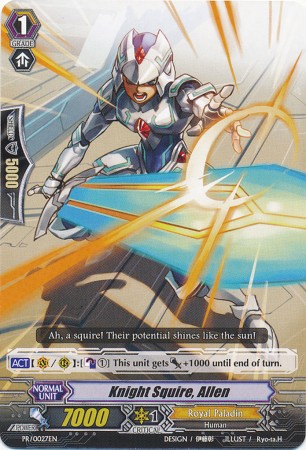 1
GRADE
SHIELD
5000
Ah, a squire! Their potential shines like the sun!
ACT [ / ]:[ ① ] This unit gets +1000 until end of turn.
NORMAL UNIT
Knight Squire, Allen
POWER 7000 1 CRITICAL
Royal Paladin
Human
PR/0027EN DESIGN / 伊藤彰 ILLUST / Ryo-ta.H